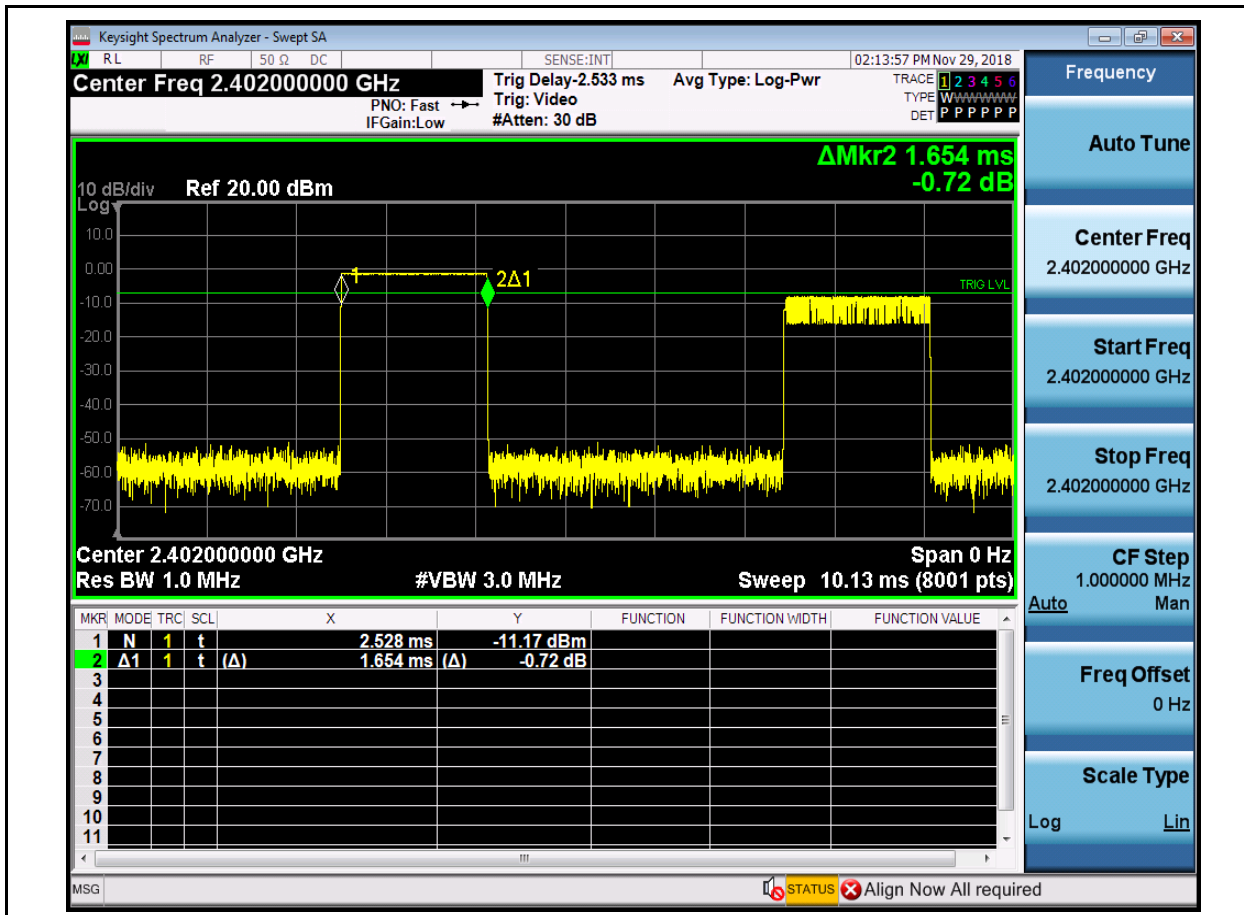 Keysight Spectrum Analyzer - Swept SA
LXI RL RF 50 Ω DC SENSE:INT 02:13:57 PM Nov 29, 2018
Center Freq 2.402000000 GHz
PNO: Fast
IFGain:Low
Trig Delay-2.533 ms
Trig: Video
#Atten: 30 dB
Avg Type: Log-Pwr
TRACE 1 2 3 4 5 6
TYPE WWWWWW
DET P P P P P P
ΔMkr2 1.654 ms
-0.72 dB
10 dB/div Ref 20.00 dBm
Log
10.0
0.00
-10.0
-20.0
-30.0
-40.0
-50.0
-60.0
-70.0
1
2Δ1
TRIG LVL
Center 2.402000000 GHz Span 0 Hz
Res BW 1.0 MHz #VBW 3.0 MHz Sweep 10.13 ms (8001 pts)
MKR MODE TRC SCL X Y FUNCTION FUNCTION WIDTH FUNCTION VALUE
1 N 1 t 2.528 ms -11.17 dBm
2 Δ1 1 t (Δ) 1.654 ms (Δ) -0.72 dB
3
4
5
6
7
8
9
10
11
MSG STATUS Align Now All required
Frequency
Auto Tune
Center Freq
2.402000000 GHz
Start Freq
2.402000000 GHz
Stop Freq
2.402000000 GHz
CF Step
1.000000 MHz
Auto Man
Freq Offset
0 Hz
Scale Type
Log Lin